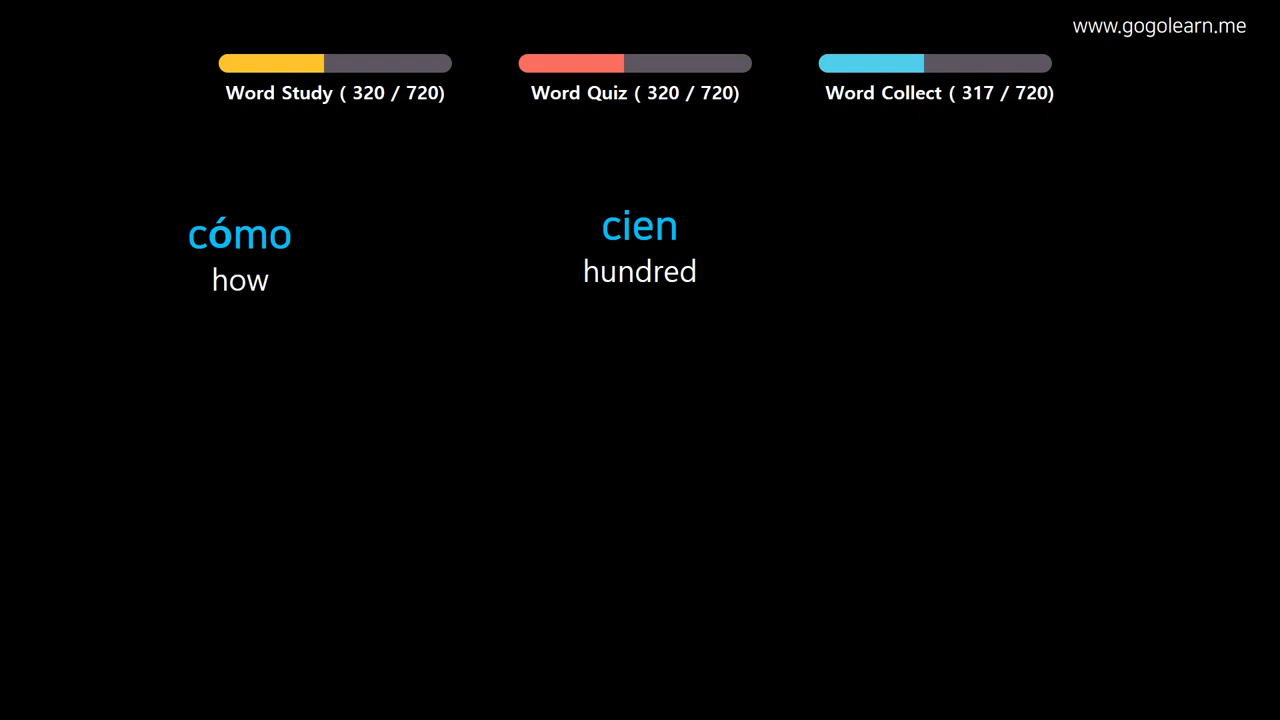 www.gogolearn.me
Word Study ( 320 / 720)
Word Quiz ( 320 / 720)
Word Collect ( 317 / 720)
cómo
how
cien
hundred